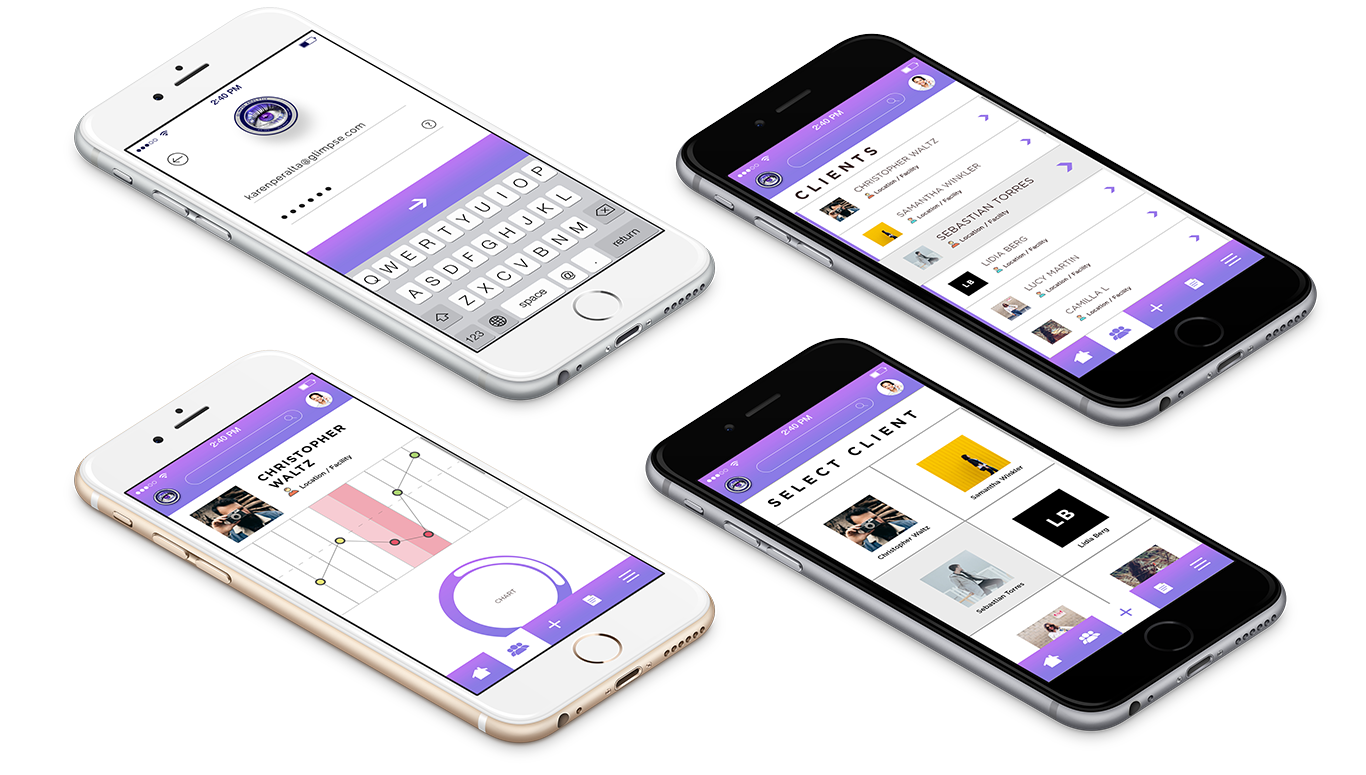 2:40 PM
karenperalta@glimpse.com
?
Q W E R T Y U I O P
A S D F G H J K L
Z X C V B N M
123
space
@
.
return
2:40 PM
CLIENTS
CHRISTOPHER WALTZ
Location / Facility
SAMANTHA WINKLER
Location / Facility
SEBASTIAN TORRES
Location / Facility
LB
LIDIA BERG
Location / Facility
LUCY MARTIN
Location / Facility
CAMILLA L
Location / Facility
2:40 PM
CHRISTOPHER
WALTZ
Location / Facility
CHART
2:40 PM
SELECT CLIENT
Christopher Waltz
Samantha Winkler
Sebastian Torres
LB
Lidia Berg